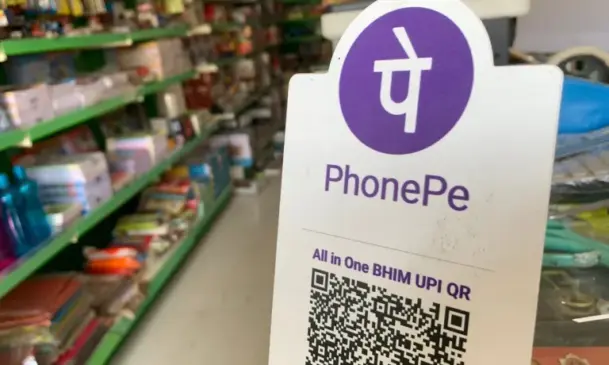 पे
PhonePe
All in One BHIM UPI QR